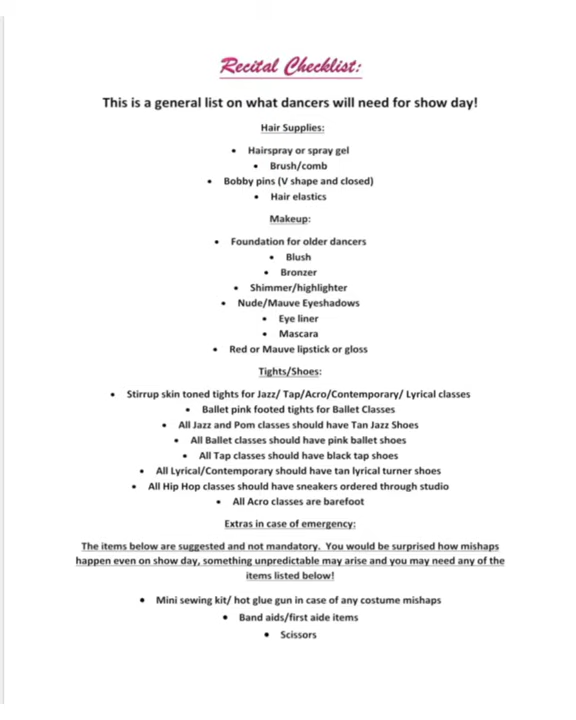 Recital Checklist:
This is a general list on what dancers will need for show day!
Hair Supplies:
• Hairspray or spray gel
• Brush/comb
• Bobby pins (V shape and closed)
• Hair elastics
Makeup:
• Foundation for older dancers
• Blush
• Bronzer
• Shimmer/highlighter
• Nude/Mauve Eyeshadows
• Eye liner
• Mascara
• Red or Mauve lipstick or gloss
Tights/Shoes:
• Stirrup skin toned tights for Jazz/ Tap/Acro/Contemporary/ Lyrical classes
• Ballet pink footed tights for Ballet Classes
• All Jazz and Pom classes should have Tan Jazz Shoes
• All Ballet classes should have pink ballet shoes
• All Tap classes should have black tap shoes
• All Lyrical/Contemporary should have tan lyrical turner shoes
• All Hip Hop classes should have sneakers ordered through studio
• All Acro classes are barefoot
Extras in case of emergency:
The items below are suggested and not mandatory. You would be surprised how mishaps
happen even on show day, something unpredictable may arise and you may need any of the
items listed below!
• Mini sewing kit/ hot glue gun in case of any costume mishaps
• Band aids/first aide items
• Scissors